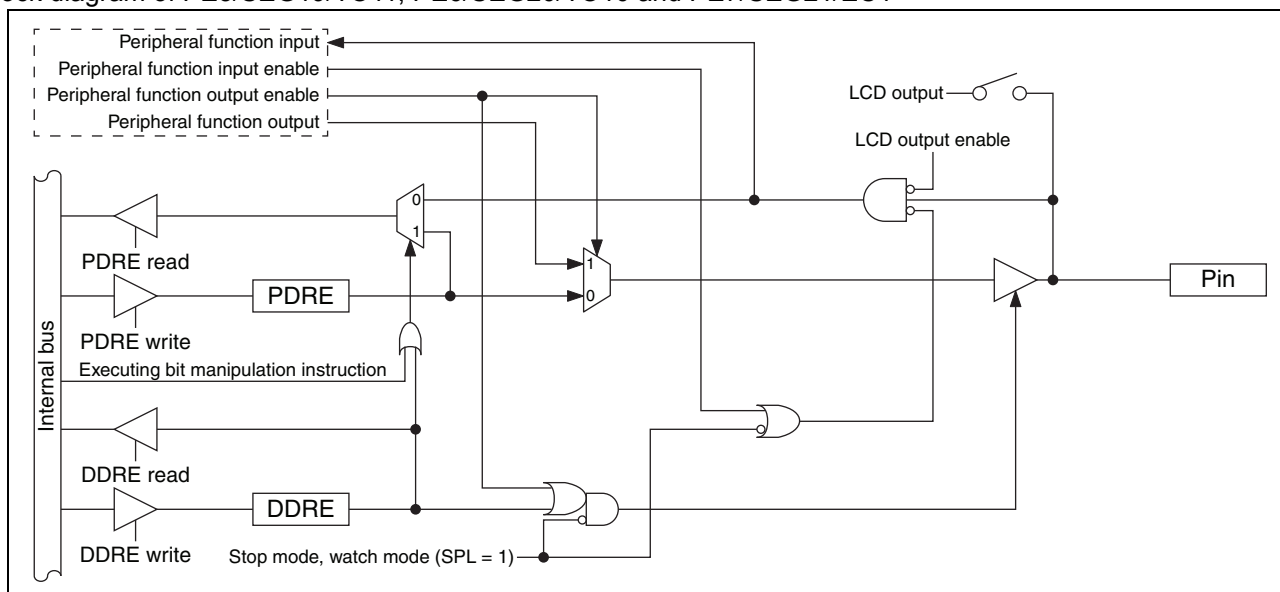 Peripheral function input
Peripheral function input enable
Peripheral function output enable
Peripheral function output
LCD output
LCD output enable
0
1
PDRE read
1
0
PDRE
Pin
PDRE write
Internal bus
Executing bit manipulation instruction
DDRE read
DDRE
DDRE write
Stop mode, watch mode (SPL = 1)